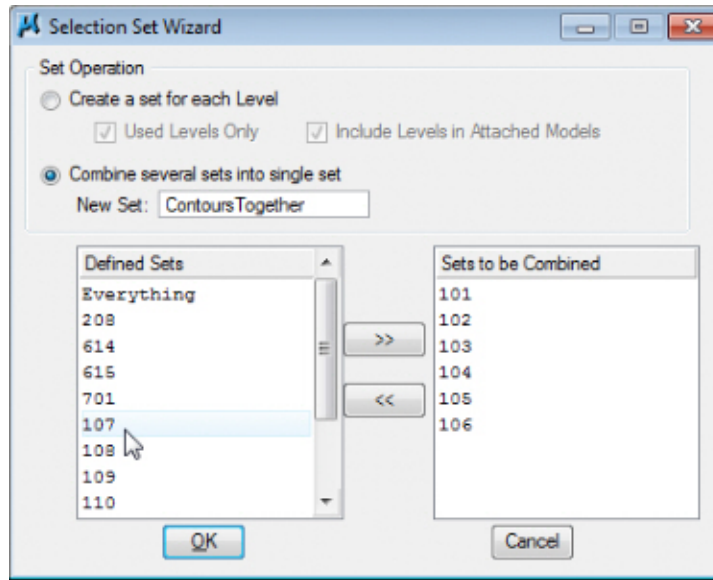 Selection Set Wizard
Set Operation
Create a set for each Level
Used Levels Only Include Levels in Attached Models
Combine several sets into single set
New Set: ContoursTogether
Defined Sets
Everything
208
614
615
701
107
108
109
110
>>
<<
Sets to be Combined
101
102
103
104
105
106
OK Cancel